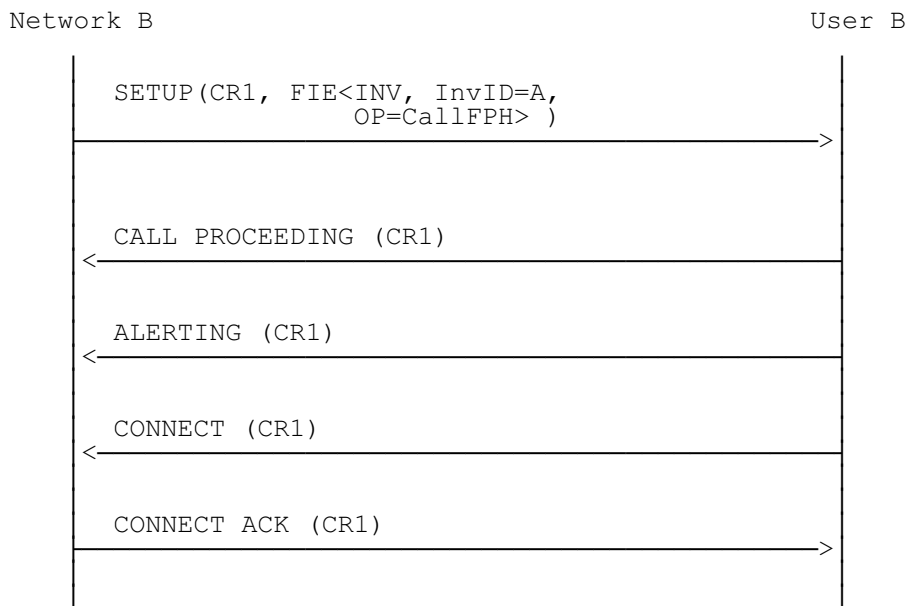 Network B
User B
SETUP(CR1, FIE<INV, InvID=A,
OP=CallFPH> )
CALL PROCEEDING (CR1)
ALERTING (CR1)
CONNECT (CR1)
CONNECT ACK (CR1)